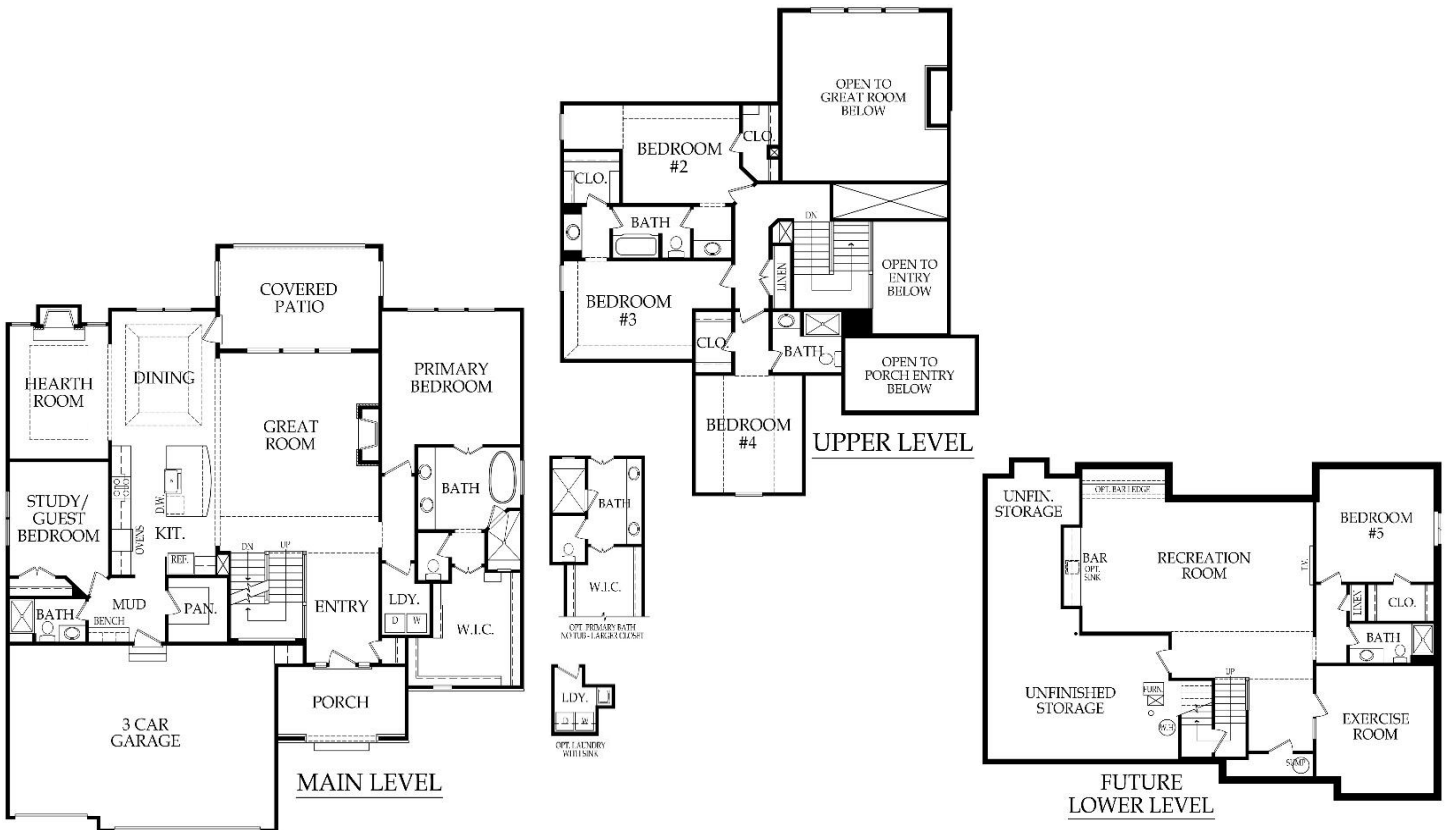 COVERED
PATIO
HEARTH
ROOM
DINING
GREAT
ROOM
PRIMARY
BEDROOM
STUDY/
GUEST
BEDROOM
D.W.
KIT.
OVENS
REF.
BATH
DN
UP
MUD
BENCH
PAN.
BATH
ENTRY
LDY.
D W
W.I.C.
PORCH
3 CAR
GARAGE
MAIN LEVEL
BATH
W.I.C.
OPT. PRIMARY BATH
NO TUB - LARGER CLOSET
LDY.
D W
OPT. LAUNDRY
WITH SINK
OPEN TO
GREAT ROOM
BELOW
BEDROOM
#2
CLO.
CLO.
BATH
DN
LINEN
OPEN TO
ENTRY
BELOW
BEDROOM
#3
CLO.
BATH
OPEN TO
PORCH ENTRY
BELOW
BEDROOM
#4
UPPER LEVEL
UNFIN.
STORAGE
OPT. BAR LEDGE
BAR
OPT.
SINK
RECREATION
ROOM
T.V.
BEDROOM
#5
LINEN
CLO.
BATH
UNFINISHED
STORAGE
FURN.
W.H.
UP
EXERCISE
ROOM
SUMP
FUTURE
LOWER LEVEL